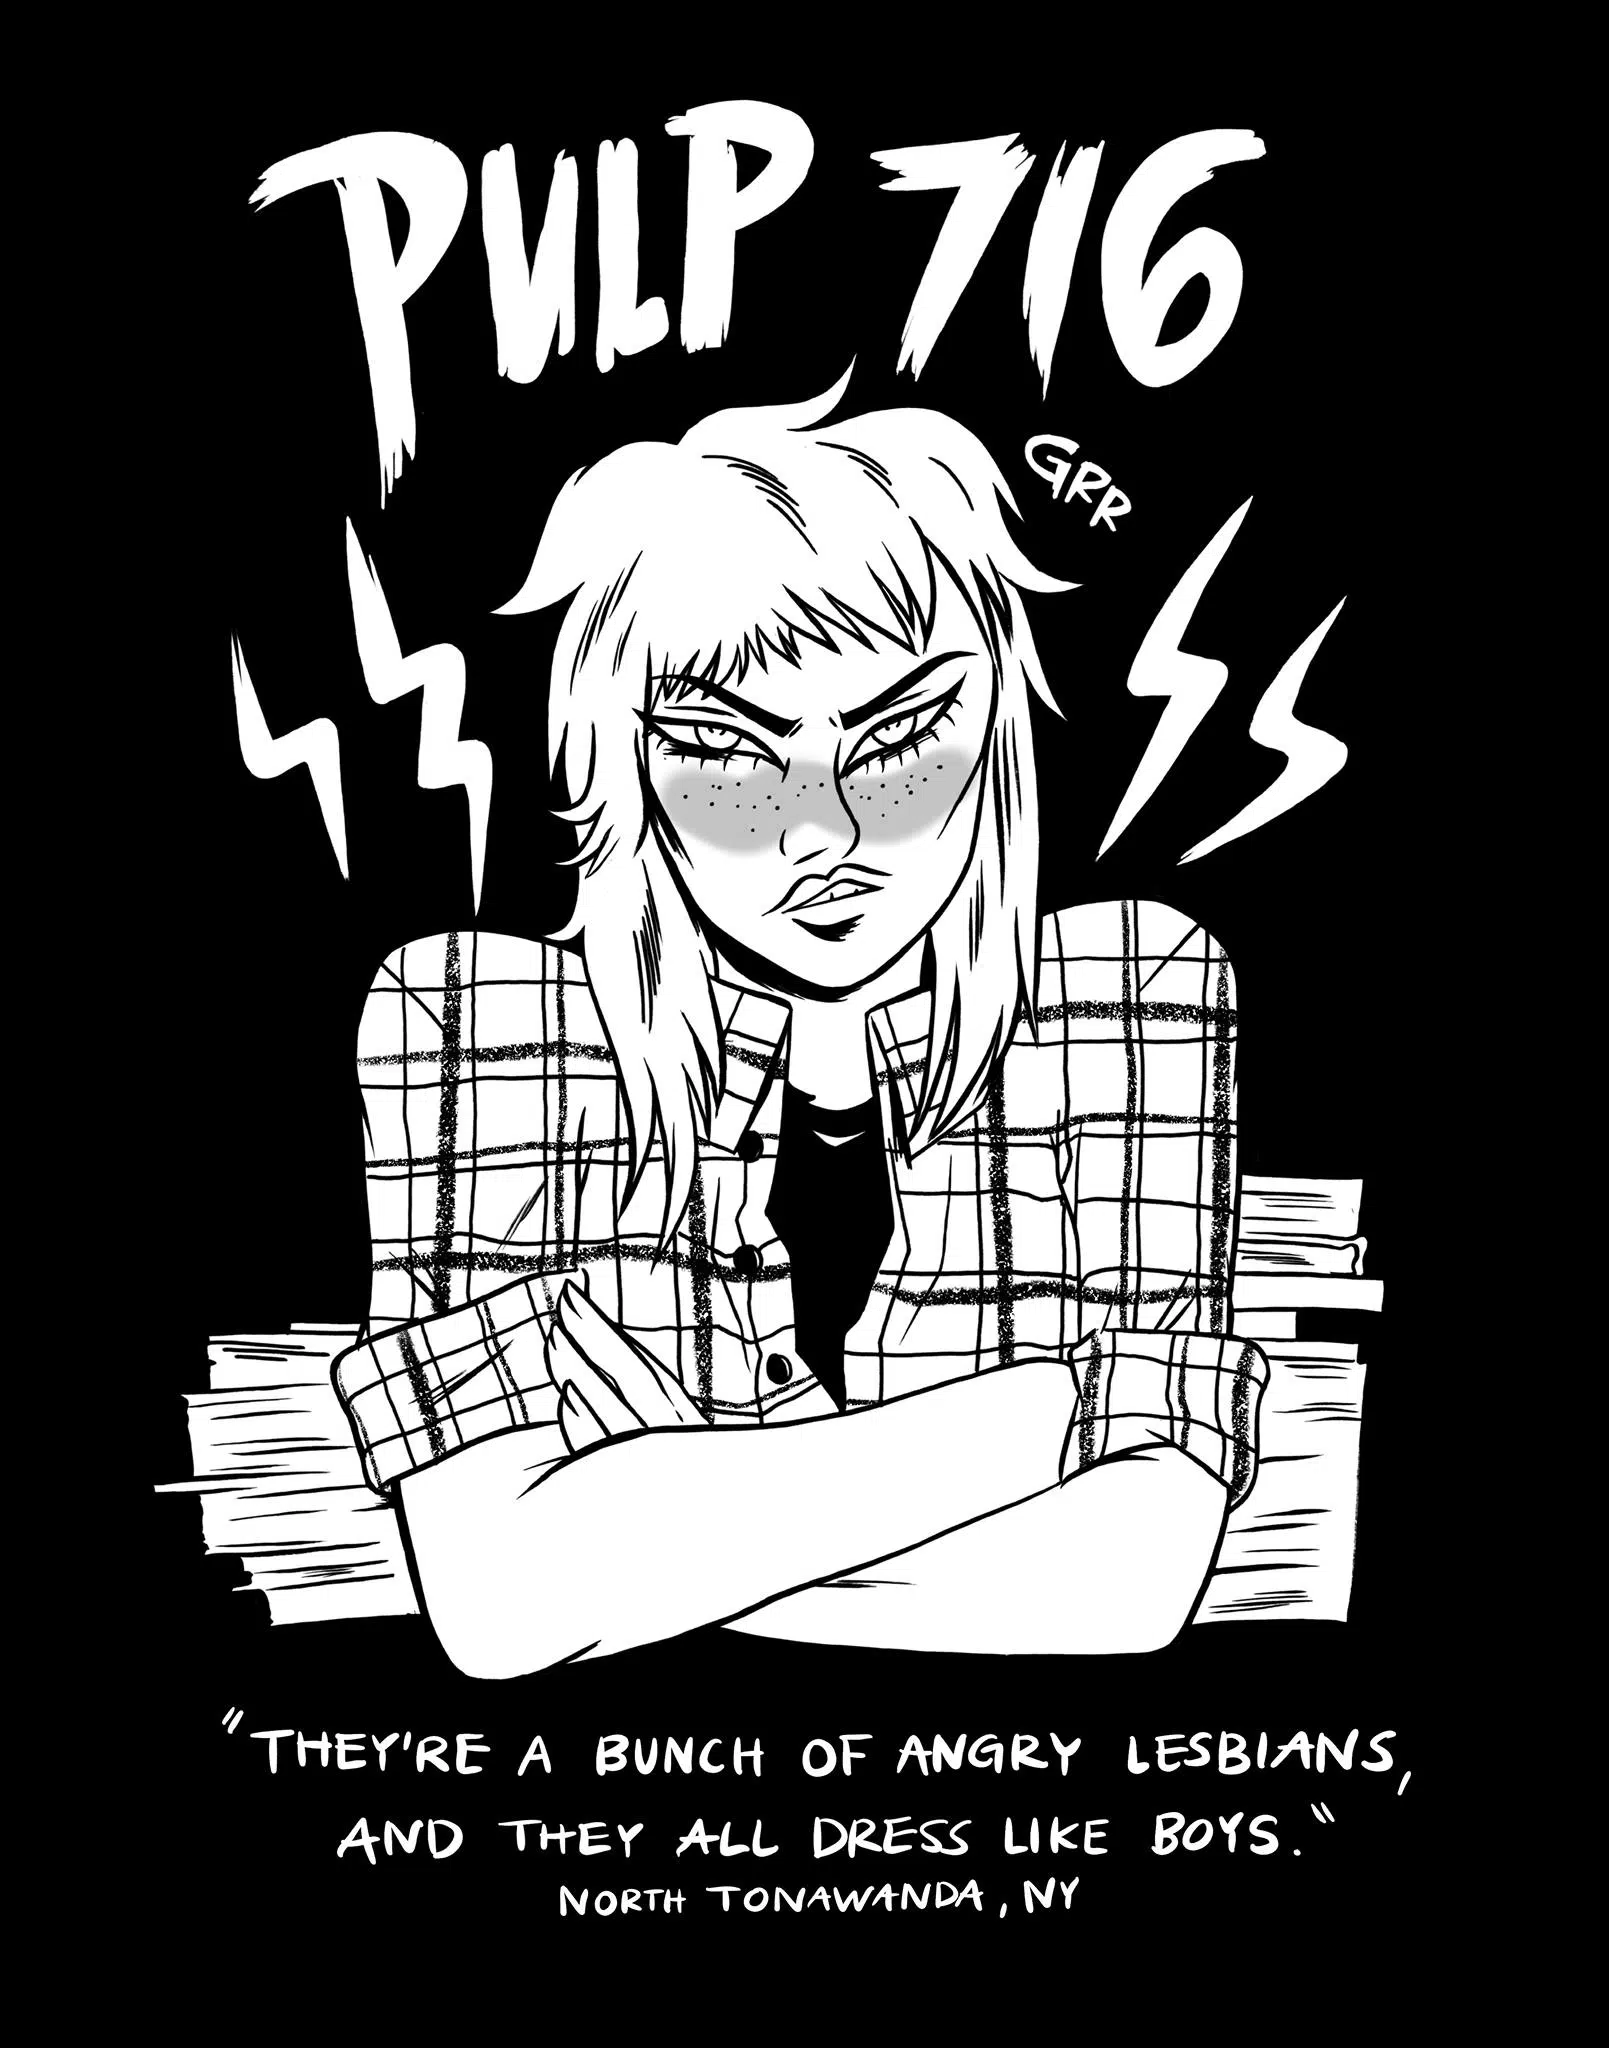 PULP 716
GRR
"THEY'RE A BUNCH OF ANGRY LESBIANS,
AND THEY ALL DRESS LIKE BOYS."
NORTH TONAWANDA, NY